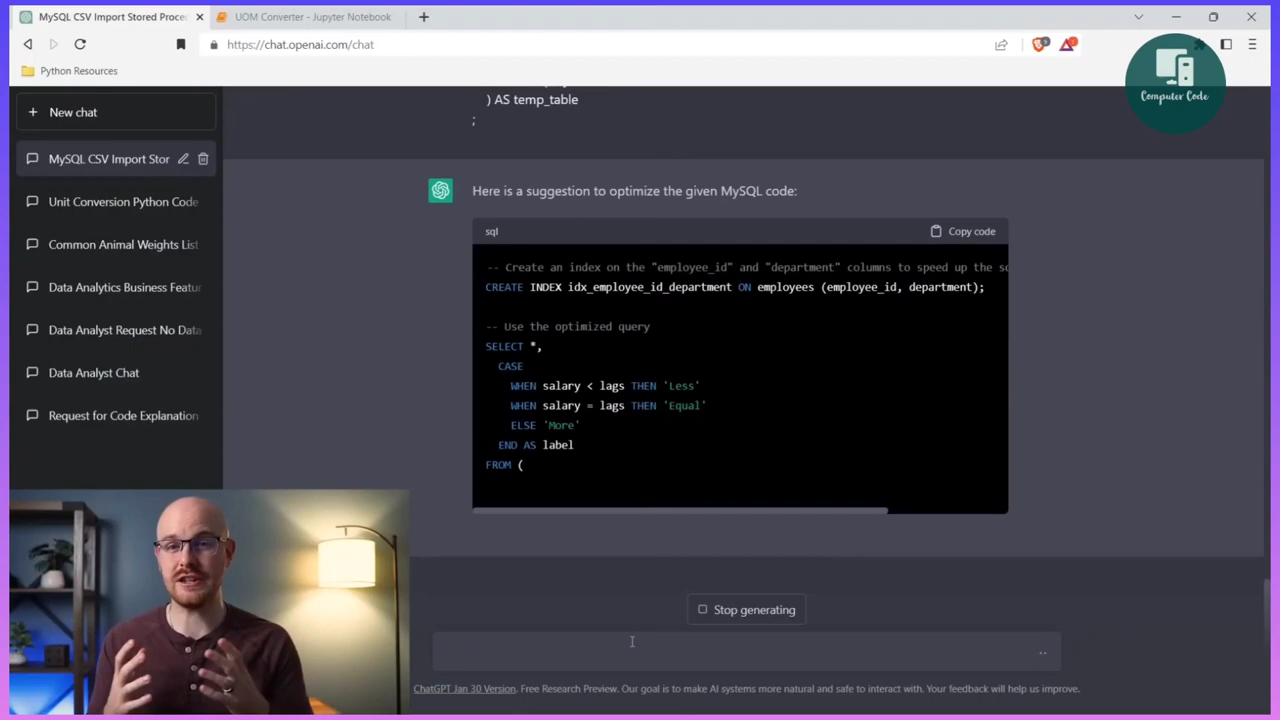 MySQL CSV Import Stored Proce
UOM Converter - Jupyter Notebook
https://chat.openai.com/chat
Python Resources
Computer Code
New chat
MySQL CSV Import Stor
Unit Conversion Python Code
Common Animal Weights List
Data Analytics Business Featur
Data Analyst Request No Data
Data Analyst Chat
Request for Code Explanation
) AS temp_table
;
Here is a suggestion to optimize the given MySQL code:
sql
Copy code
-- Create an index on the "employee_id" and "department" columns to speed up the
CREATE INDEX idx_employee_id_department ON employees (employee_id, department);
-- Use the optimized query
SELECT *,
CASE
WHEN salary < lags THEN 'Less'
WHEN salary = lags THEN 'Equal'
ELSE 'More'
END AS label
FROM (
Stop generating
ChatGPT Jan 30 Version. Free Research Preview. Our goal is to make AI systems more natural and safe to interact with. Your feedback will help us improve.